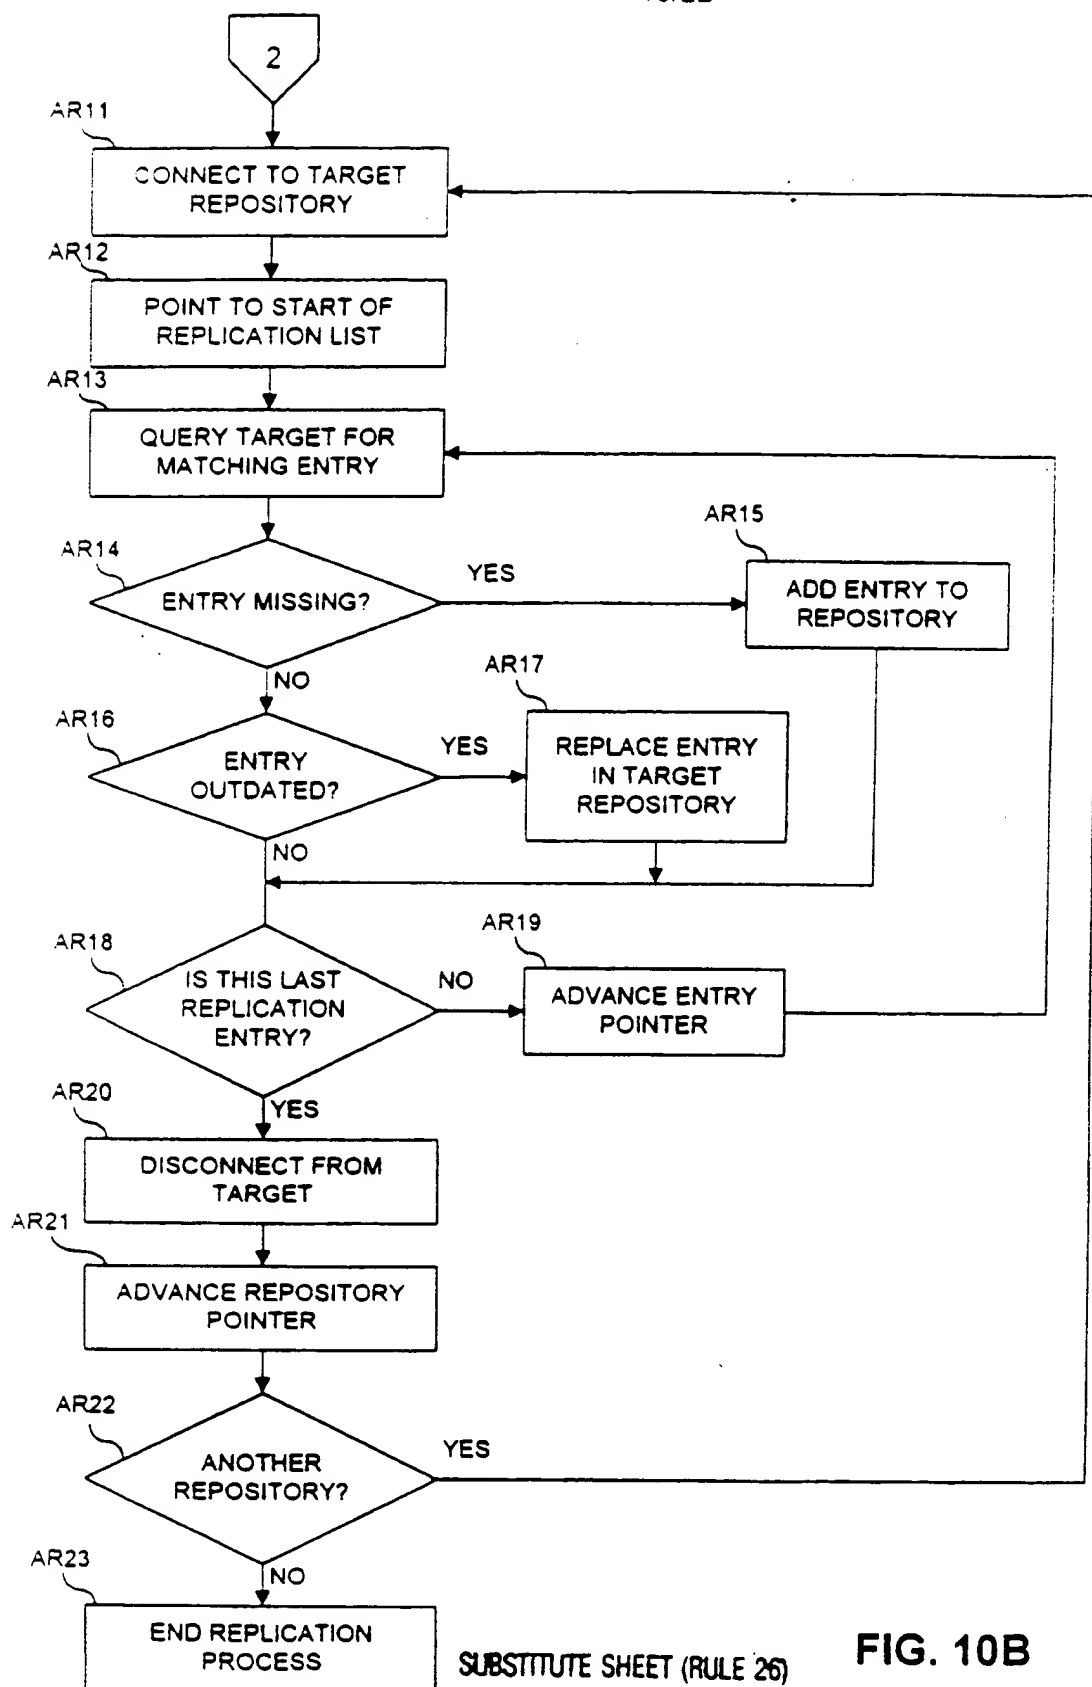 2
AR11
CONNECT TO TARGET
REPOSITORY
AR12
POINT TO START OF
REPLICATION LIST
AR13
QUERY TARGET FOR
MATCHING ENTRY
AR14
ENTRY MISSING?
YES
AR15
ADD ENTRY TO
REPOSITORY
NO
AR16
ENTRY
OUTDATED?
YES
AR17
REPLACE ENTRY
IN TARGET
REPOSITORY
NO
AR18
IS THIS LAST
REPLICATION
ENTRY?
NO
AR19
ADVANCE ENTRY
POINTER
YES
AR20
DISCONNECT FROM
TARGET
AR21
ADVANCE REPOSITORY
POINTER
AR22
ANOTHER
REPOSITORY?
YES
NO
AR23
END REPLICATION
PROCESS
SUBSTITUTE SHEET (RULE 26)
FIG. 10B